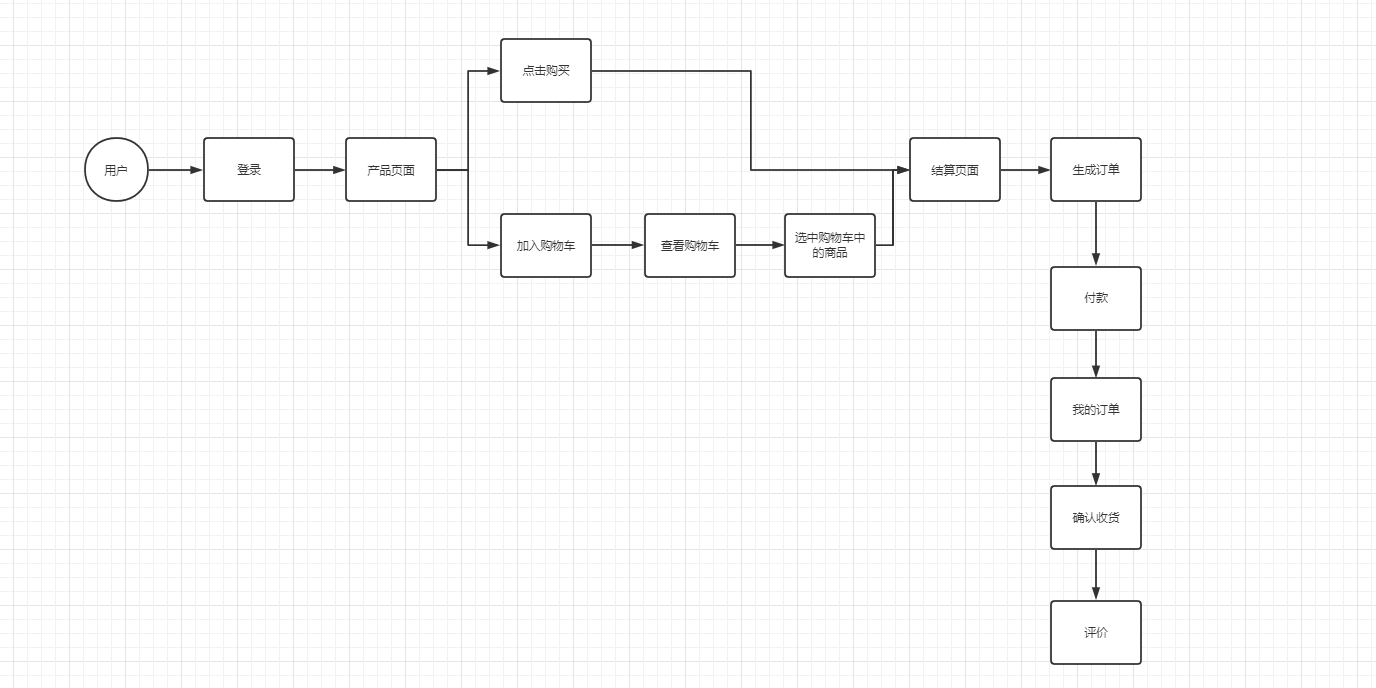 用户
登录
产品页面
点击购买
加入购物车
查看购物车
选中购物车中
的商品
结算页面
生成订单
付款
我的订单
确认收货
评价